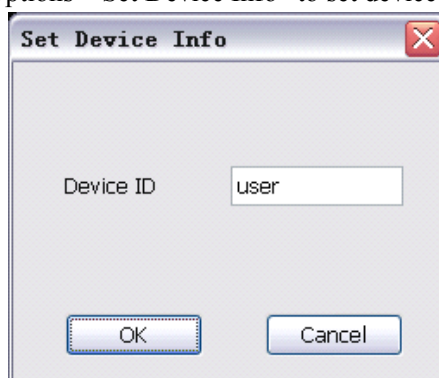 ptions" "Set Device Info" to set device
Set Device Info
Device ID user
OK Cancel